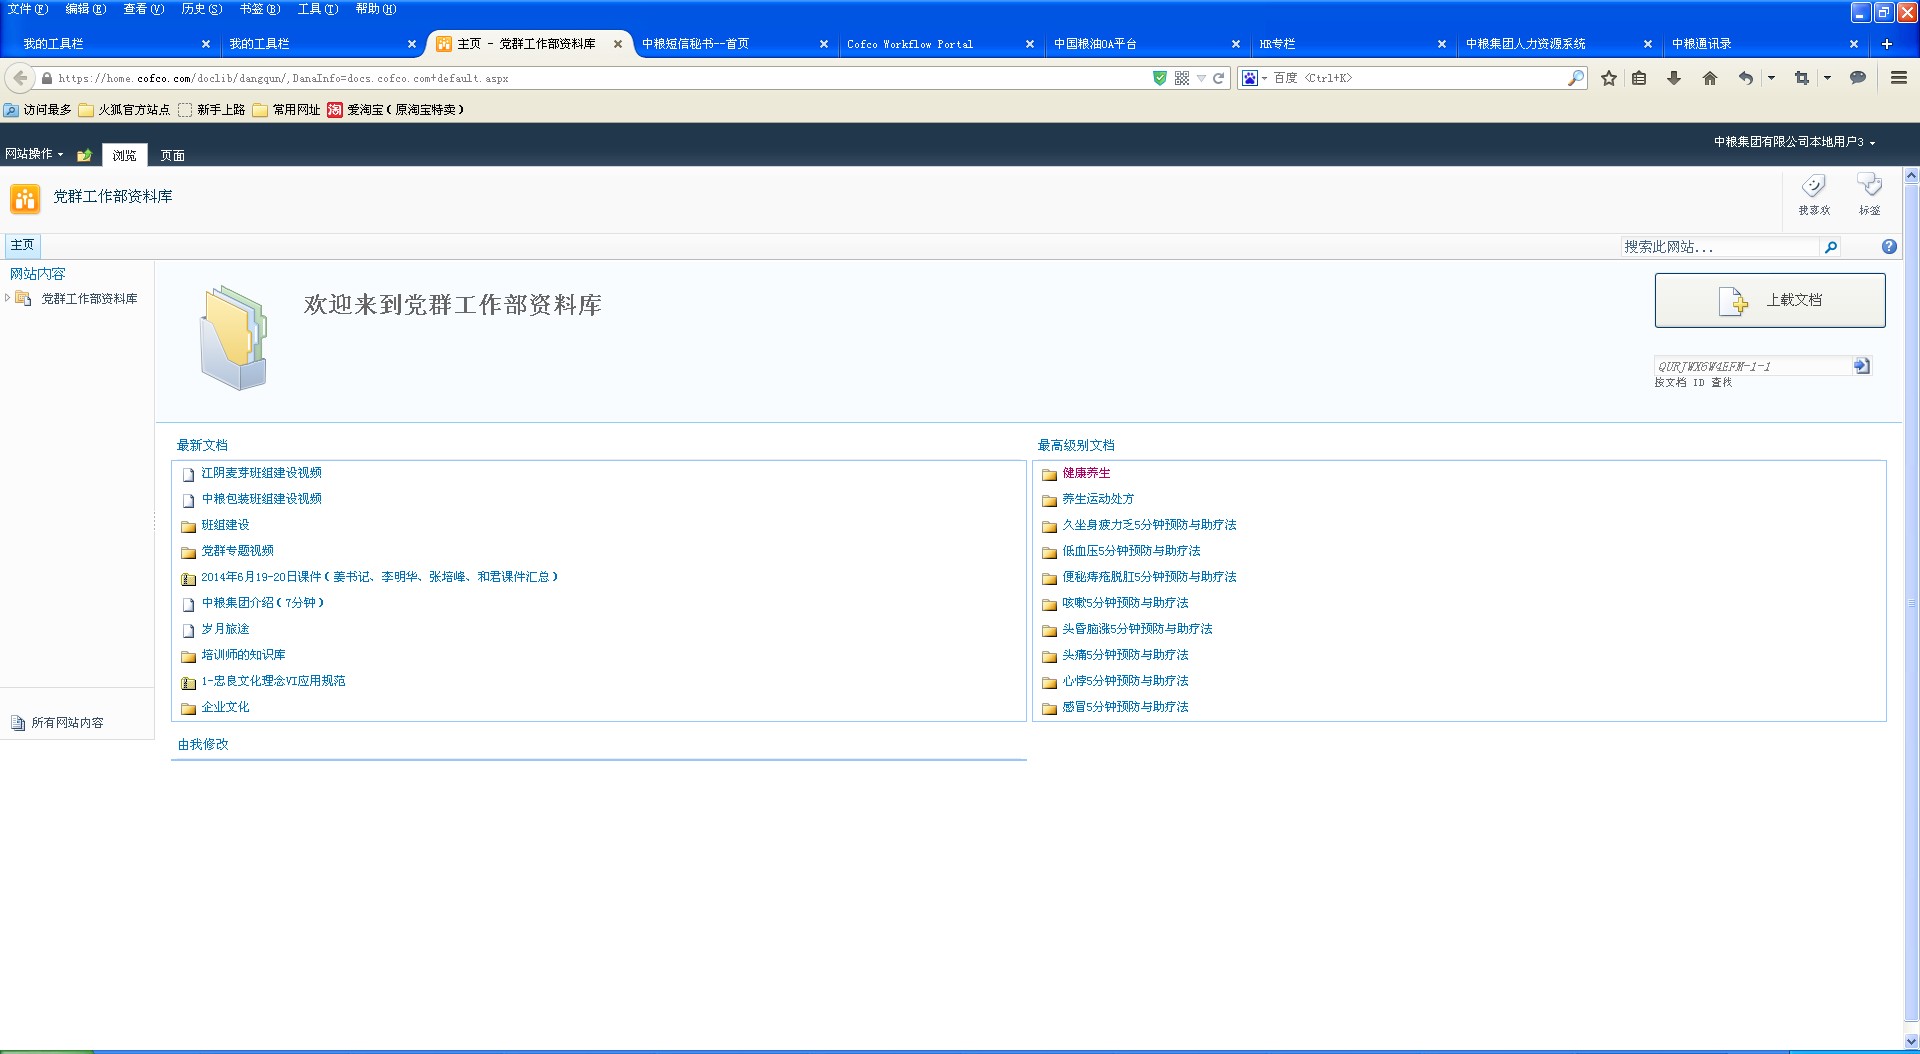 文件(F) 编辑(E) 查看(V) 历史(S) 书签(B) 工具(T) 帮助(H)
我的工具栏 我的工具栏 主页 - 党群工作部资料库 中粮短信秘书--首页 Cofco Workflow Portal 中国粮油OA平台 HR专栏 中粮集团人力资源系统 中粮通讯录
https://home.cofco.com/doclib/dangqun/,DanaInfo=docs.cofco.com+default.aspx 百度 <Ctrl+K>
访问最多 火狐官方站点 新手上路 常用网址 淘 爱淘宝（原淘宝特卖）
中粮集团有限公司本地用户3
网站操作 浏览 页面
党群工作部资料库
我喜欢 标签
主页 搜索此网站...
网站内容
党群工作部资料库
所有网站内容
欢迎来到党群工作部资料库
上载文档
QURJWX6W4EFM-1-1
按文档 ID 查找
最新文档
江阴麦芽班组建设视频
中粮包装班组建设视频
班组建设
党群专题视频
2014年6月19-20日课件（姜书记、李明华、张培峰、和君课件汇总）
中粮集团介绍（7分钟）
岁月旅途
培训师的知识库
1-忠良文化理念VI应用规范
企业文化
由我修改
最高级别文档
健康养生
养生运动处方
久坐身疲力乏5分钟预防与助疗法
低血压5分钟预防与助疗法
便秘痔疮脱肛5分钟预防与助疗法
咳嗽5分钟预防与助疗法
头昏脑涨5分钟预防与助疗法
头痛5分钟预防与助疗法
心悸5分钟预防与助疗法
感冒5分钟预防与助疗法